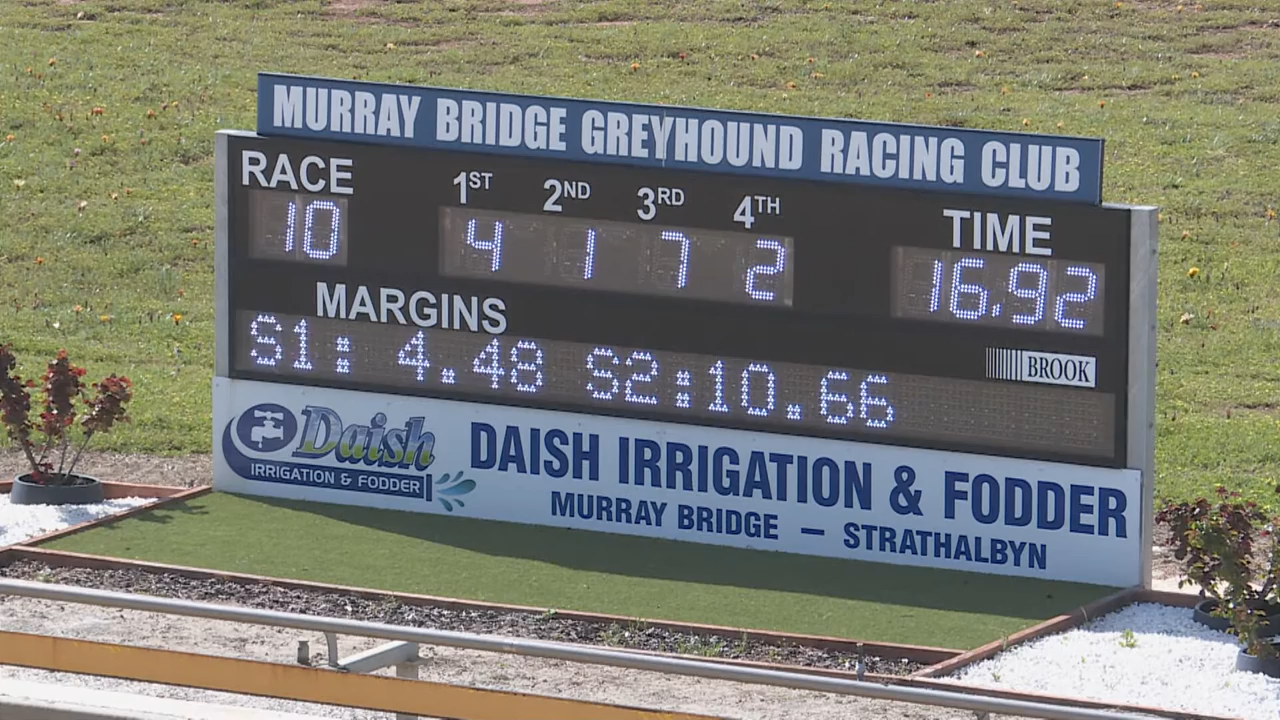 MURRAY BRIDGE GREYHOUND RACING CLUB
RACE 1ST 2ND 3RD 4TH TIME
10 4 1 7 2 16.92
MARGINS
S1: 4.48 S2:10.66
BROOK
Daish
IRRIGATION & FODDER
DAISH IRRIGATION & FODDER
MURRAY BRIDGE — STRATHALBYN